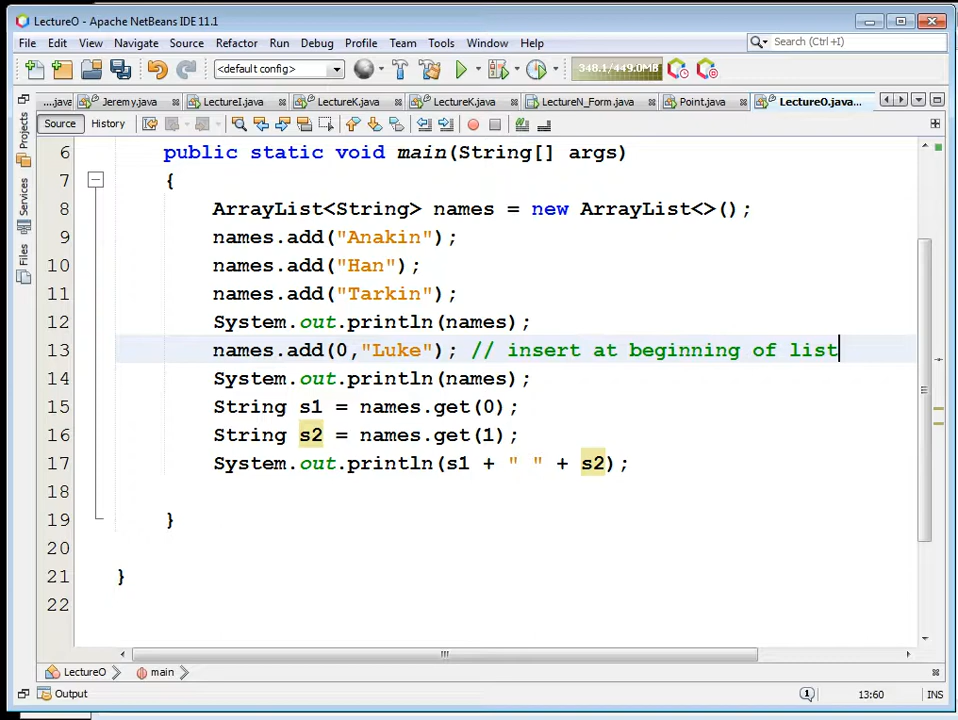 LectureO - Apache NetBeans IDE 11.1
File Edit View Navigate Source Refactor Run Debug Profile Team Tools Window Help
Search (Ctrl+I)
<default config>
348.1/449.0MB
....java Jeremy.java LectureI.java LectureK.java LectureK.java LectureN_Form.java Point.java LectureO.java...
Source History
Projects
Services
Files
6 public static void main(String[] args)
7 {
8 ArrayList<String> names = new ArrayList<>();
9 names.add("Anakin");
10 names.add("Han");
11 names.add("Tarkin");
12 System.out.println(names);
13 names.add(0,"Luke"); // insert at beginning of list
14 System.out.println(names);
15 String s1 = names.get(0);
16 String s2 = names.get(1);
17 System.out.println(s1 + " " + s2);
18
19 }
20
21 }
22
LectureO main
Output
1
13:60
INS